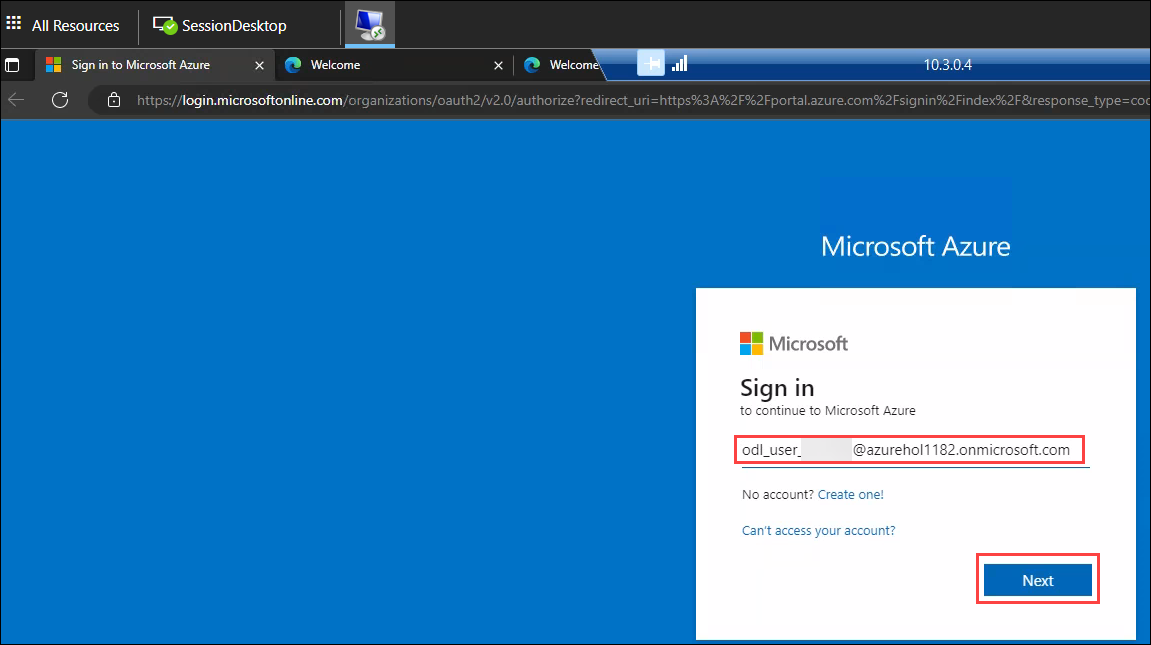 All Resources
SessionDesktop
Sign in to Microsoft Azure
Welcome
Welcome
10.3.0.4
https://login.microsoftonline.com/organizations/oauth2/v2.0/authorize?redirect_uri=https%3A%2F%2Fportal.azure.com%2Fsignin%2Findex%2F&response_type=coc
Microsoft Azure
Microsoft
Sign in
to continue to Microsoft Azure
odl_user_ @azurehol1182.onmicrosoft.com
No account? Create one!
Can't access your account?
Next